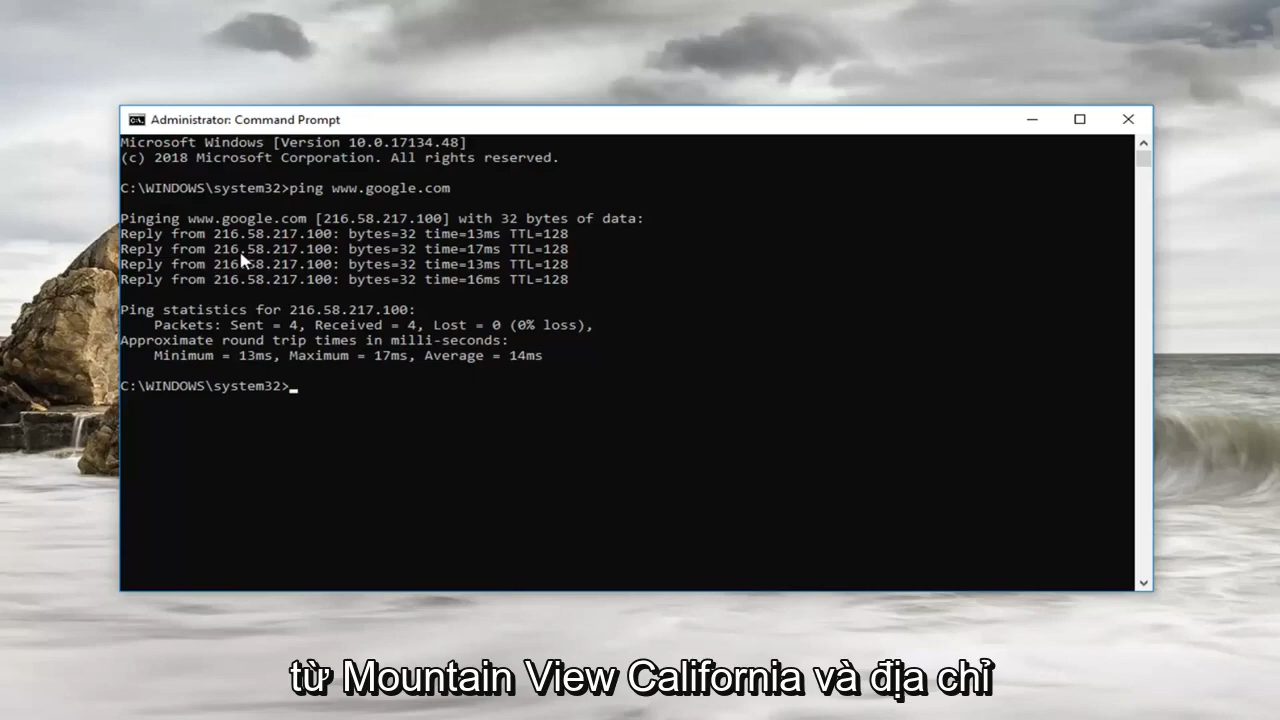 Administrator: Command Prompt
Microsoft Windows [Version 10.0.17134.48]
(c) 2018 Microsoft Corporation. All rights reserved.
C:\WINDOWS\system32>ping www.google.com
Pinging www.google.com [216.58.217.100] with 32 bytes of data:
Reply from 216.58.217.100: bytes=32 time=13ms TTL=128
Reply from 216.58.217.100: bytes=32 time=17ms TTL=128
Reply from 216.58.217.100: bytes=32 time=13ms TTL=128
Reply from 216.58.217.100: bytes=32 time=16ms TTL=128
Ping statistics for 216.58.217.100:
Packets: Sent = 4, Received = 4, Lost = 0 (0% loss),
Approximate round trip times in milli-seconds:
Minimum = 13ms, Maximum = 17ms, Average = 14ms
C:\WINDOWS\system32>
từ Mountain View California và địa chỉ